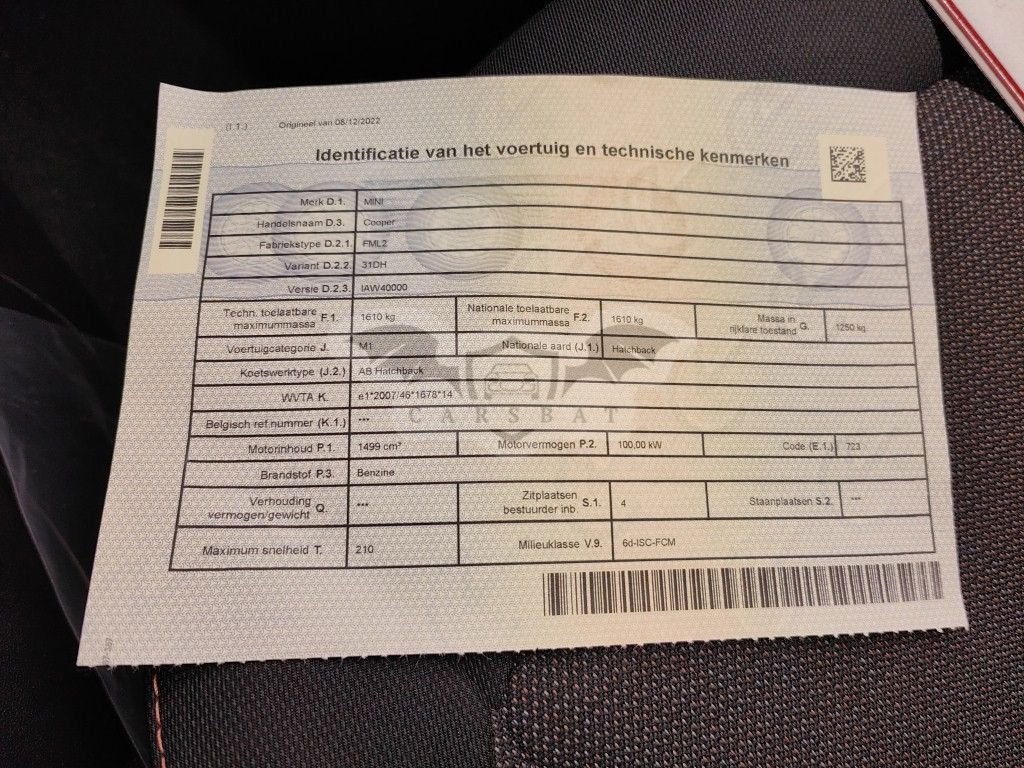 (I.1.) Origineel van 08/12/2022
Identificatie van het voertuig en technische kenmerken
Merk D.1. MINI
Handelsnaam D.3. Cooper
Fabriekstype D.2.1. FML2
Variant D.2.2. 31DH
Versie D.2.3. IAW40000
Techn. toelaatbare maximummassa F.1. 1610 kg Nationale toelaatbare maximummassa F.2. 1610 kg Massa in rijklare toestand G. 1250 kg
Voertuigcategorie J. M1 Nationale aard (J.1.) Hatchback
Koetswerktype (J.2.) AB Hatchback
WVTA K. e1*2007/46*1678*14
CARSBAT
Belgisch ref.nummer (K.1.) ---
Motorinhoud P.1. 1499 cm³ Motorvermogen P.2. 100,00 kW Code (E.1.) 723
Brandstof P.3. Benzine
Verhouding vermogen/gewicht Q. --- Zitplaatsen bestuurder inb. S.1. 4 Staanplaatsen S.2. ---
Maximum snelheid T. 210 Milieuklasse V.9. 6d-ISC-FCM